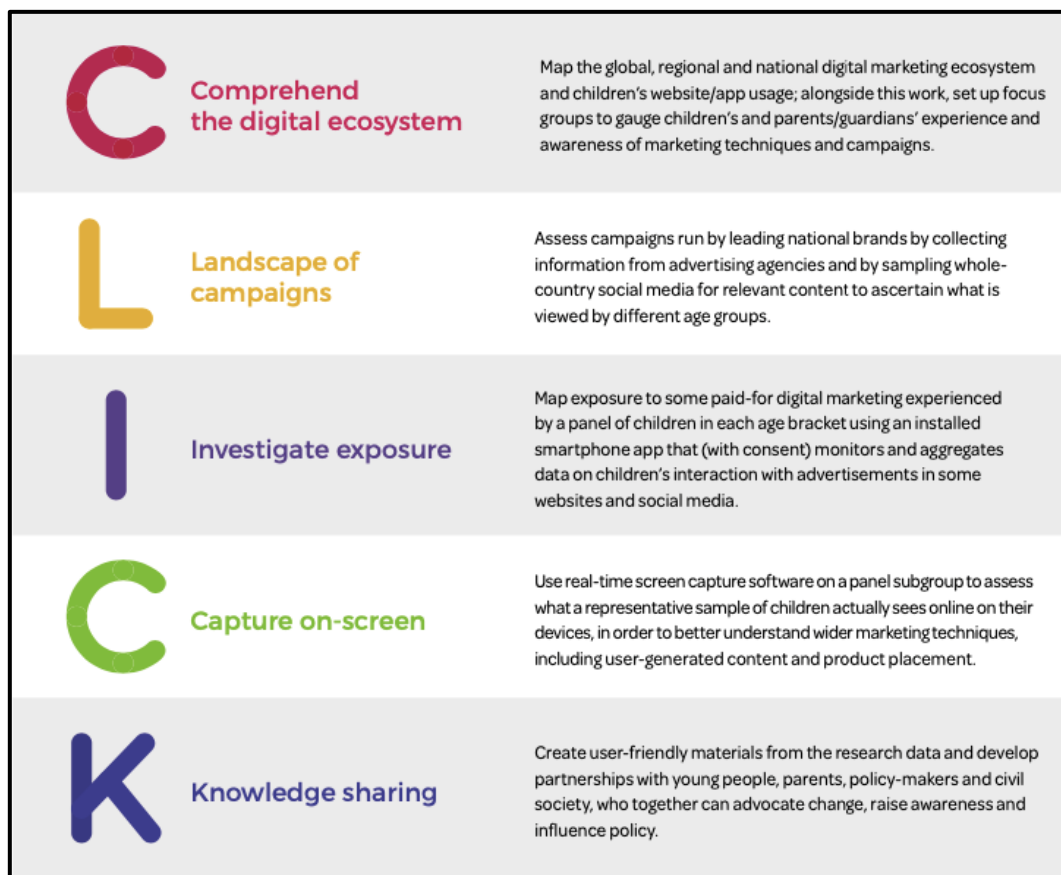 C
Comprehend
the digital ecosystem
Map the global, regional and national digital marketing ecosystem
and children's website/app usage; alongside this work, set up focus
groups to gauge children's and parents/guardians' experience and
awareness of marketing techniques and campaigns.
L
Landscape of
campaigns
Assess campaigns run by leading national brands by collecting
information from advertising agencies and by sampling whole-
country social media for relevant content to ascertain what is
viewed by different age groups.
I
Investigate exposure
Map exposure to some paid-for digital marketing experienced
by a panel of children in each age bracket using an installed
smartphone app that (with consent) monitors and aggregates
data on children's interaction with advertisements in some
websites and social media.
C
Capture on-screen
Use real-time screen capture software on a panel subgroup to assess
what a representative sample of children actually sees online on their
devices, in order to better understand wider marketing techniques,
including user-generated content and product placement.
K
Knowledge sharing
Create user-friendly materials from the research data and develop
partnerships with young people, parents, policy-makers and civil
society, who together can advocate change, raise awareness and
influence policy.